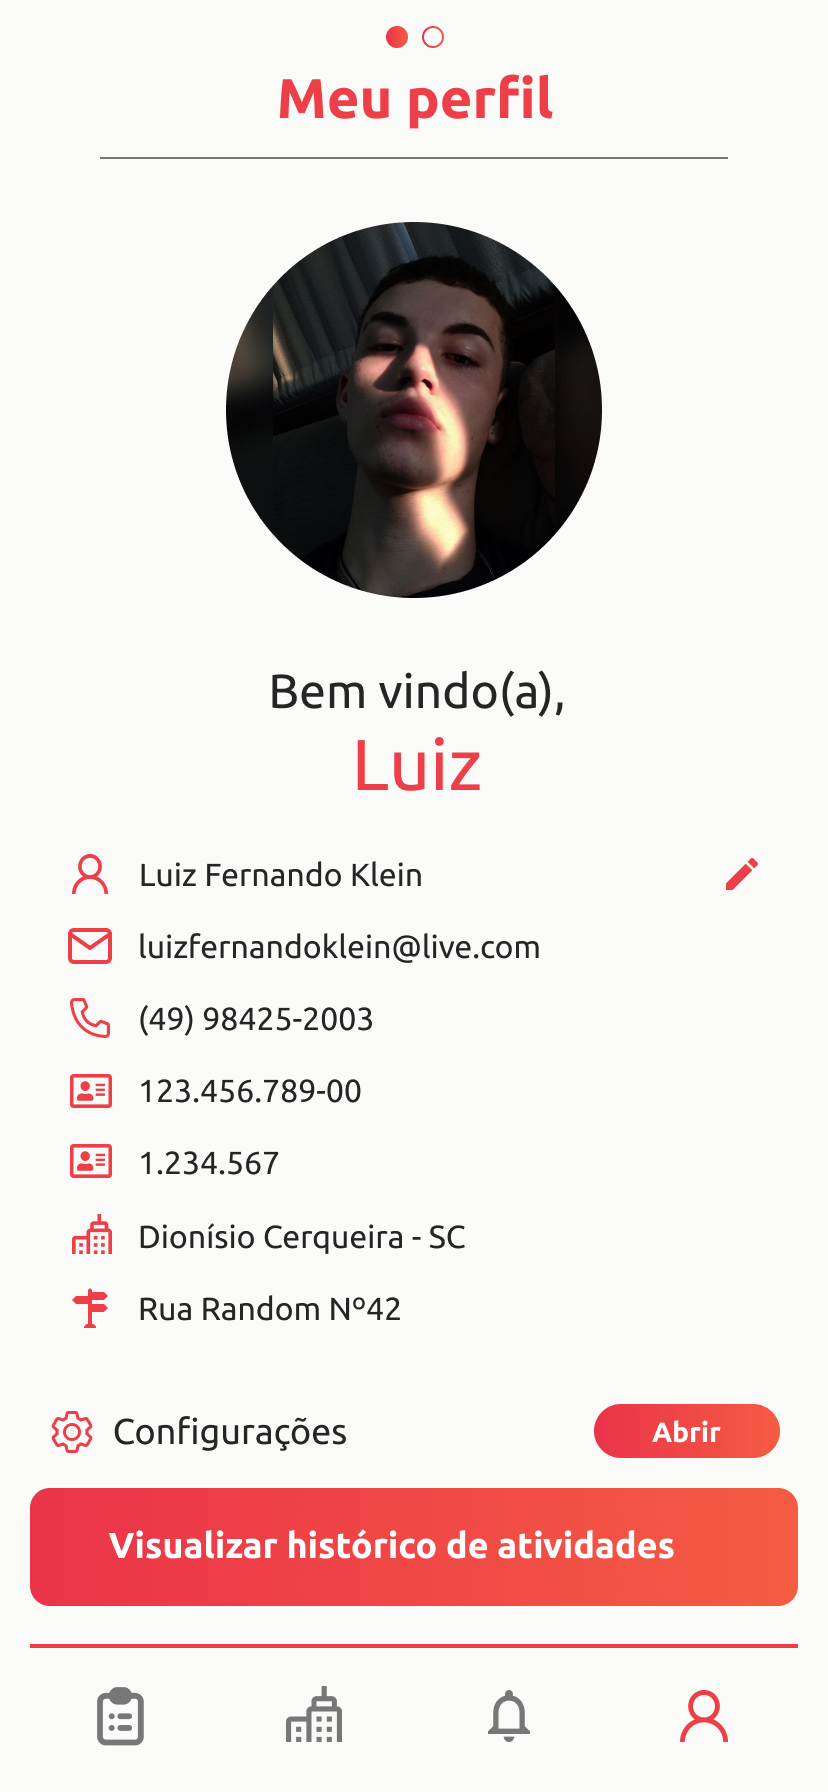 Meu perfil
Bem vindo(a),
Luiz
Luiz Fernando Klein
luizfernandoklein@live.com
(49) 98425-2003
123.456.789-00
1.234.567
Dionísio Cerqueira - SC
Rua Random Nº42
Configurações
Abrir
Visualizar histórico de atividades